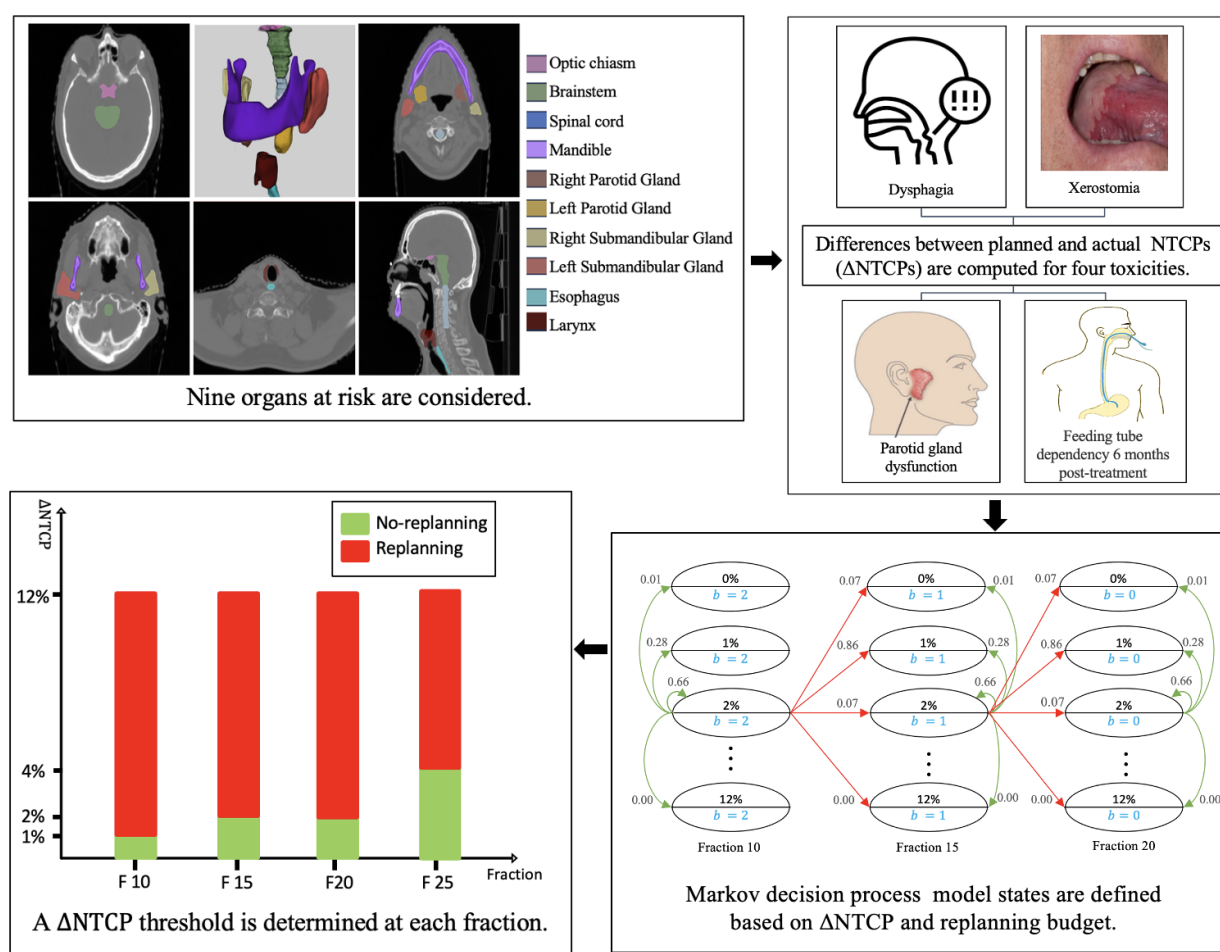 Optic chiasm
Brainstem
Spinal cord
Mandible
Right Parotid Gland
Left Parotid Gland
Right Submandibular Gland
Left Submandibular Gland
Esophagus
Larynx
Nine organs at risk are considered.
!!!
Dysphagia
Xerostomia
Differences between planned and actual NTCPs
(ΔNTCPs) are computed for four toxicities.
Parotid gland
dysfunction
Feeding tube
dependency 6 months
post-treatment
0.01
0%
b = 2
0.07
0%
b = 1
0.01
0.07
0%
b = 0
0.01
0.28
1%
b = 2
0.86
1%
b = 1
0.28
0.86
1%
b = 0
0.28
0.66
2%
b = 2
0.07
0.66
2%
b = 1
0.07
0.66
2%
b = 0
0.00
12%
b = 2
0.00
12%
b = 1
0.00
0.00
12%
b = 0
0.00
Fraction 10
Fraction 15
Fraction 20
Markov decision process model states are defined
based on ΔNTCP and replanning budget.
ΔNTCP
No-replanning
Replanning
12%
4%
2%
1%
F 10
F 15
F20
F 25
Fraction
A ΔNTCP threshold is determined at each fraction.